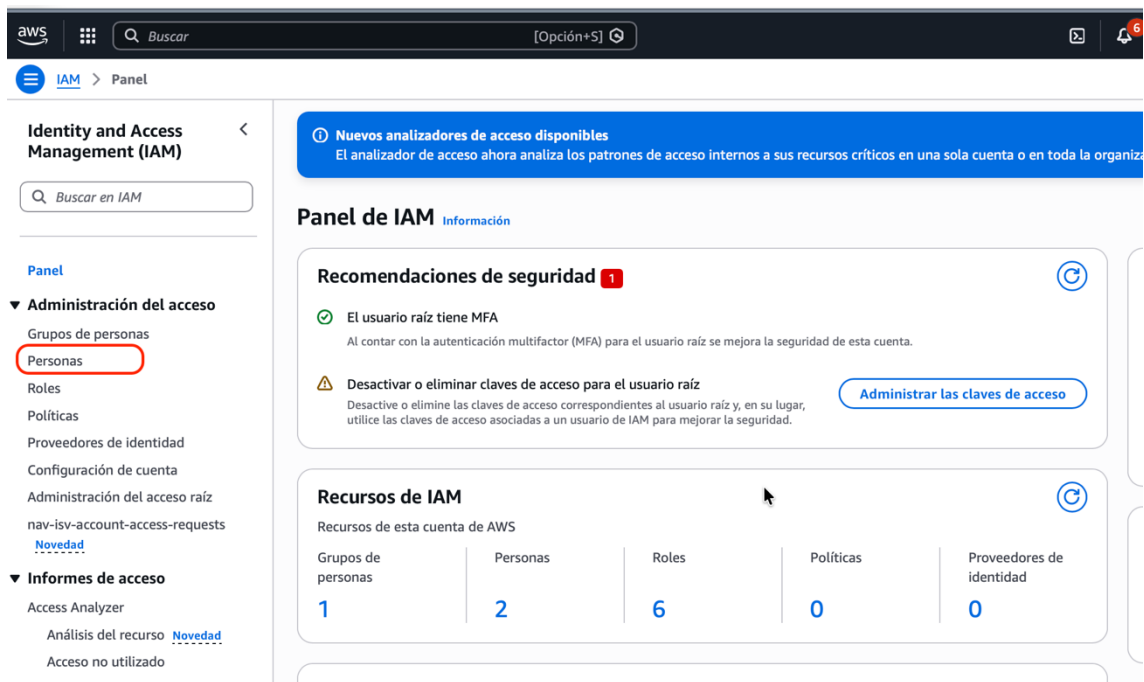 aws
Buscar
[Opción+S]
6
IAM > Panel
Identity and Access
Management (IAM)
Buscar en IAM
Panel
Administración del acceso
Grupos de personas
Personas
Roles
Políticas
Proveedores de identidad
Configuración de cuenta
Administración del acceso raíz
nav-isv-account-access-requests
Novedad
Informes de acceso
Access Analyzer
Análisis del recurso Novedad
Acceso no utilizado
Nuevos analizadores de acceso disponibles
El analizador de acceso ahora analiza los patrones de acceso internos a sus recursos críticos en una sola cuenta o en toda la organiza
Panel de IAM Información
Recomendaciones de seguridad 1
El usuario raíz tiene MFA
Al contar con la autenticación multifactor (MFA) para el usuario raíz se mejora la seguridad de esta cuenta.
Desactivar o eliminar claves de acceso para el usuario raíz
Desactive o elimine las claves de acceso correspondientes al usuario raíz y, en su lugar,
utilice las claves de acceso asociadas a un usuario de IAM para mejorar la seguridad.
Administrar las claves de acceso
Recursos de IAM
Recursos de esta cuenta de AWS
Grupos de
personas
1
Personas
2
Roles
6
Políticas
0
Proveedores de
identidad
0